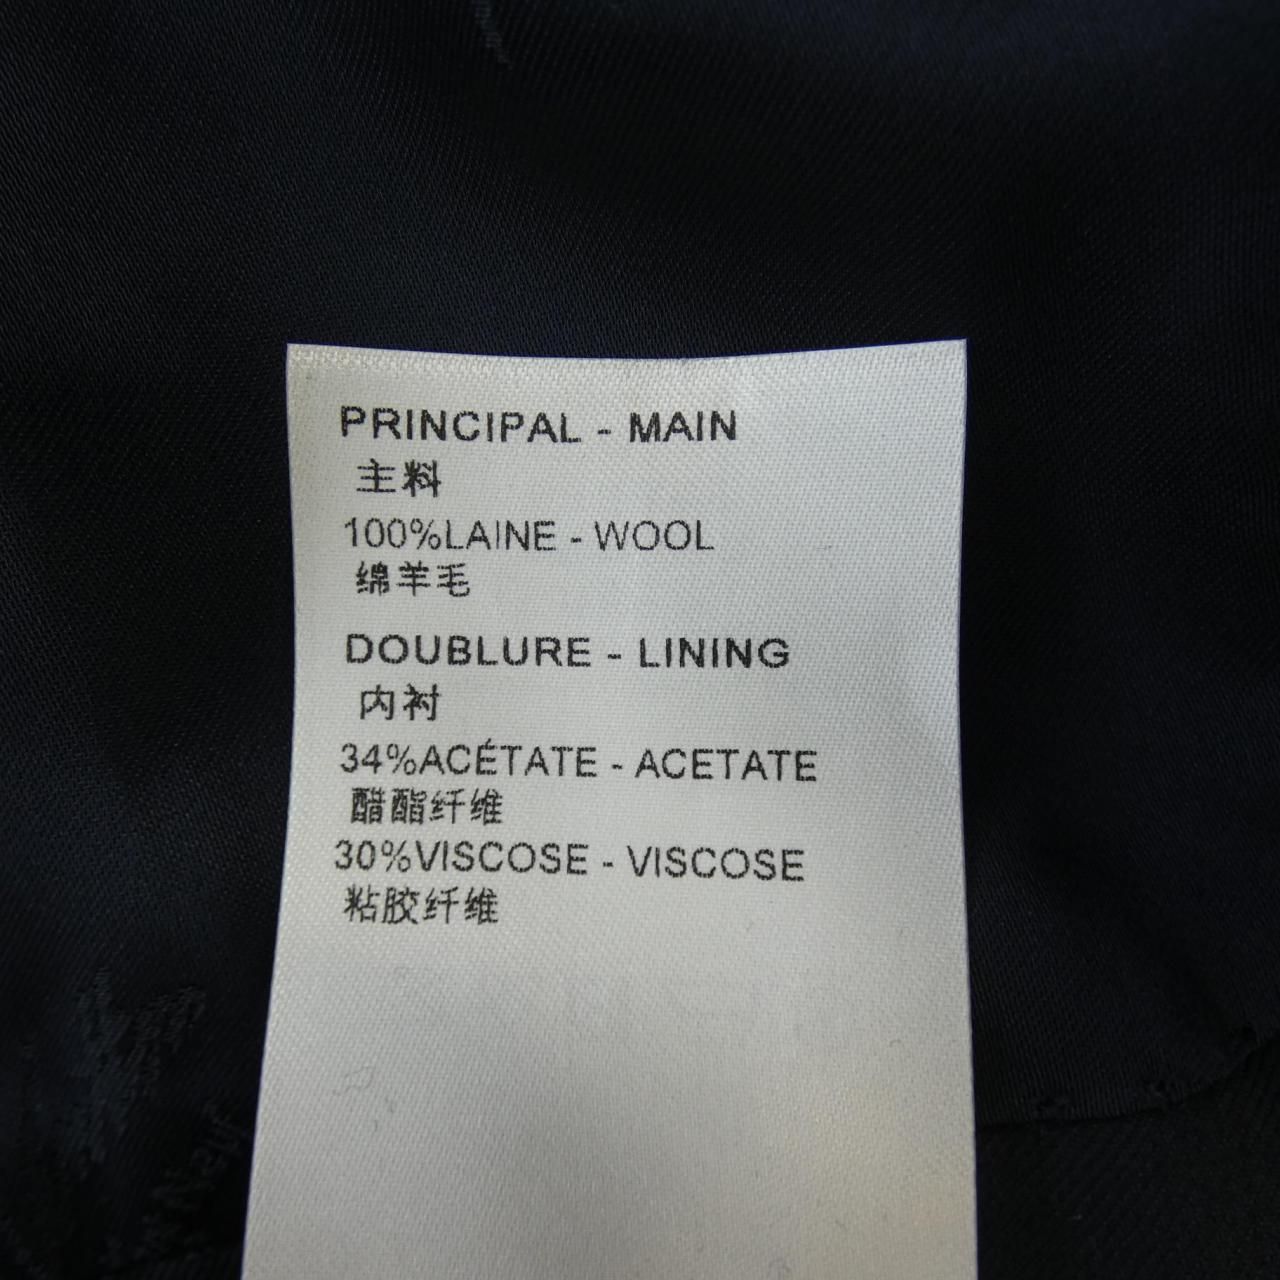 PRINCIPAL - MAIN
主料
100%LAINE - WOOL
绵羊毛
DOUBLURE - LINING
内衬
34%ACÉTATE - ACETATE
醋酯纤维
30%VISCOSE - VISCOSE
粘胶纤维